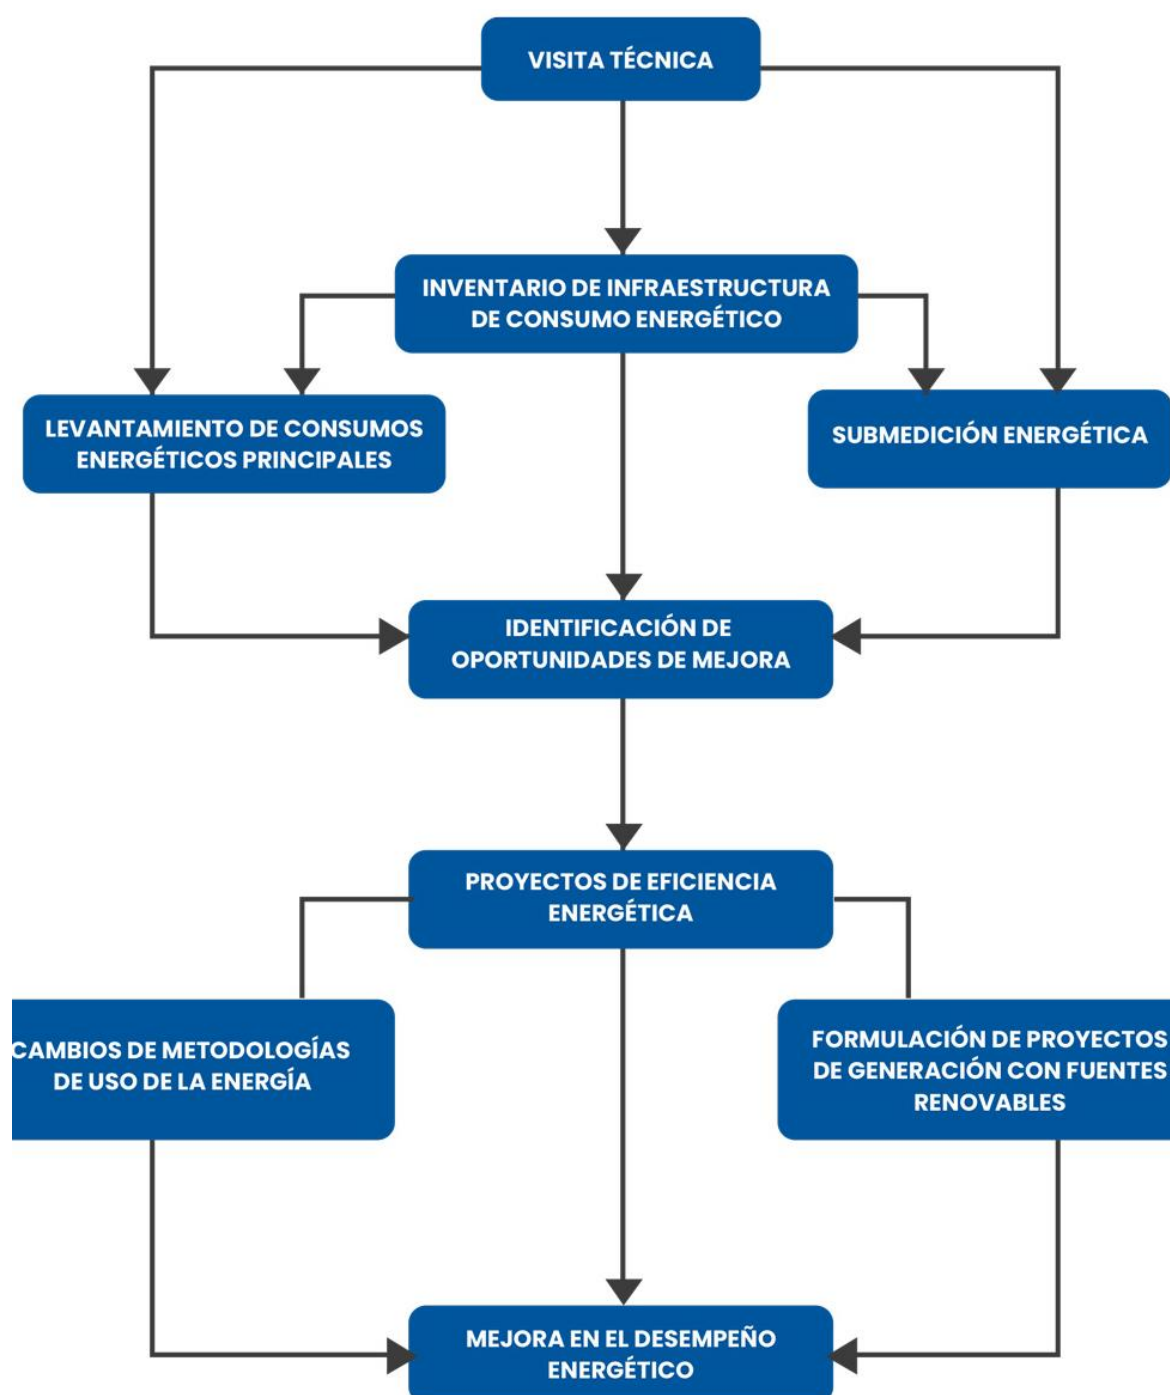 VISITA TÉCNICA
INVENTARIO DE INFRAESTRUCTURA
DE CONSUMO ENERGÉTICO
LEVANTAMIENTO DE CONSUMOS
ENERGÉTICOS PRINCIPALES
SUBMEDICIÓN ENERGÉTICA
IDENTIFICACIÓN DE
OPORTUNIDADES DE MEJORA
PROYECTOS DE EFICIENCIA
ENERGÉTICA
CAMBIOS DE METODOLOGÍAS
DE USO DE LA ENERGÍA
FORMULACIÓN DE PROYECTOS
DE GENERACIÓN CON FUENTES
RENOVABLES
MEJORA EN EL DESEMPEÑO
ENERGÉTICO